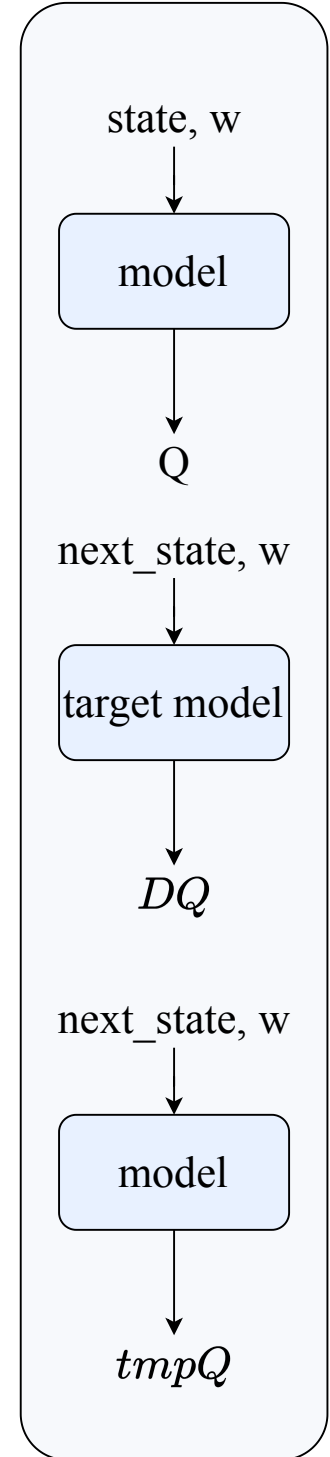 state, w
model
Q
next_state, w
target model
DQ
next_state, w
model
tmpQ